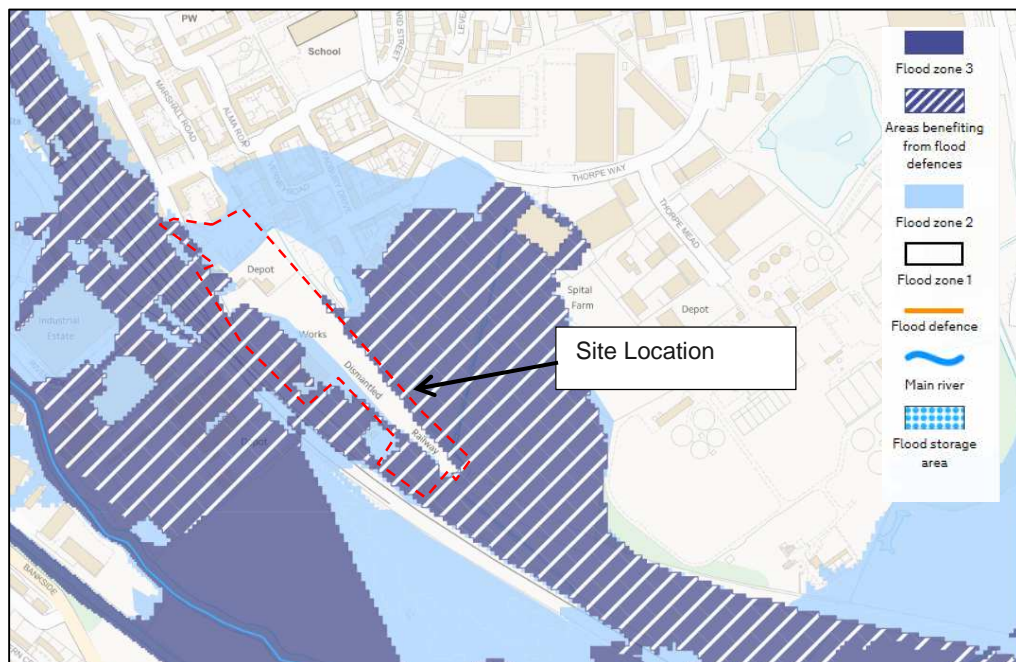 PW
School
MARSHALL ROAD
ALMA ROAD
THORPE WAY
THORPE MEAD
Depot
Spital
Farm
Depot
Works
Industrial
Estate
Dismantled
Railway
Depot
BANKSIDE
Site Location
Flood zone 3
Areas benefiting
from flood
defences
Flood zone 2
Flood zone 1
Flood defence
Main river
Flood storage
area